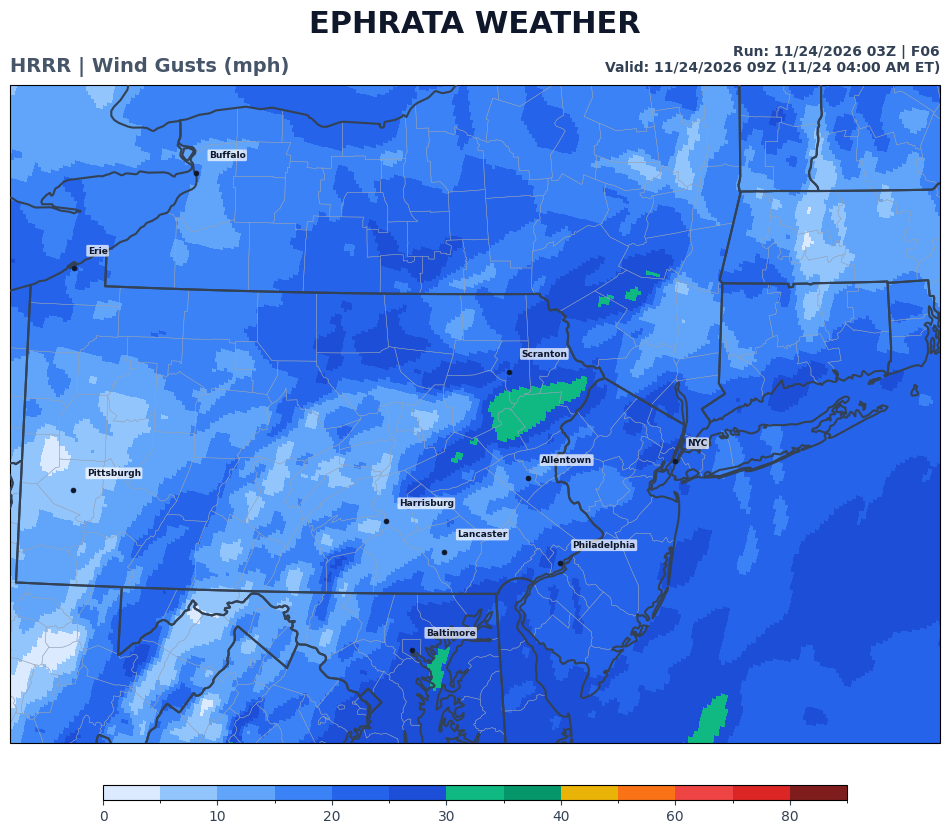 EPHRATA WEATHER
HRRR | Wind Gusts (mph)
Run: 11/24/2026 03Z | F06
Valid: 11/24/2026 09Z (11/24 04:00 AM ET)
Buffalo
Erie
Scranton
NYC
Allentown
Pittsburgh
Harrisburg
Lancaster
Philadelphia
Baltimore
0 10 20 30 40 50 60 70 80